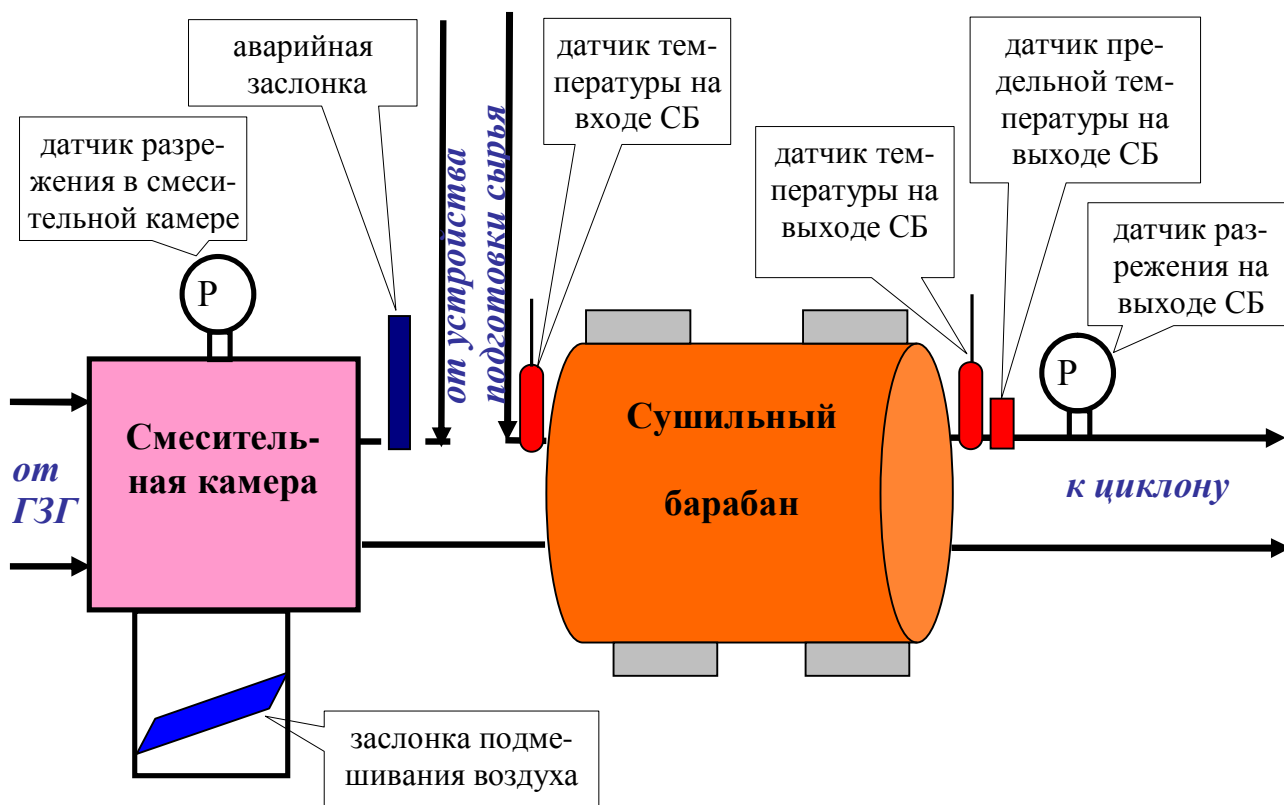 аварийная
заслонка
датчик тем-
пературы на
входе СБ
датчик пре-
дельной тем-
пературы на
выходе СБ
датчик разре-
жения в смеси-
тельной камере
датчик тем-
пературы на
выходе СБ
датчик раз-
режения на
выходе СБ
от устройства
подготовки сырья
P
P
Смеситель-
ная камера
Сушильный
барабан
от
ГЗГ
к циклону
заслонка подме-
шивания воздуха